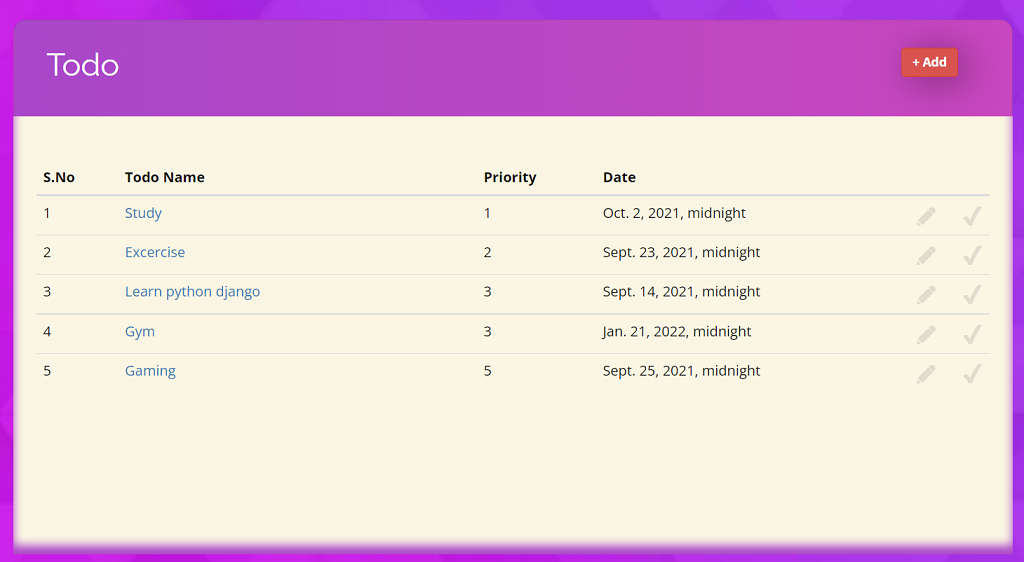 Todo
+ Add
S.No Todo Name Priority Date
1 Study 1 Oct. 2, 2021, midnight
2 Excercise 2 Sept. 23, 2021, midnight
3 Learn python django 3 Sept. 14, 2021, midnight
4 Gym 3 Jan. 21, 2022, midnight
5 Gaming 5 Sept. 25, 2021, midnight